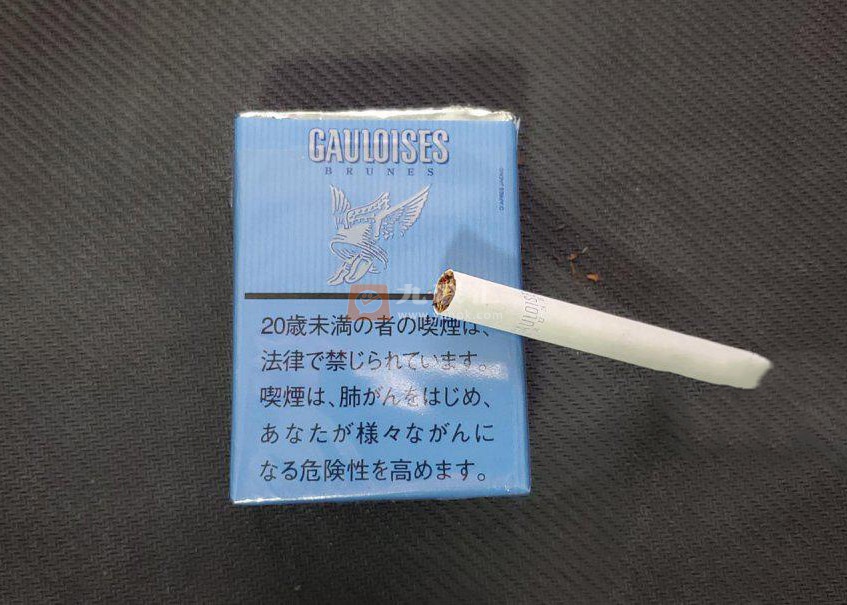 GAULOISES
BRUNES
20歳未満の者の喫煙は、
法律で禁じられています。
喫煙は、肺がんをはじめ、
あなたが様々ながんに
なる危険性を高めます。